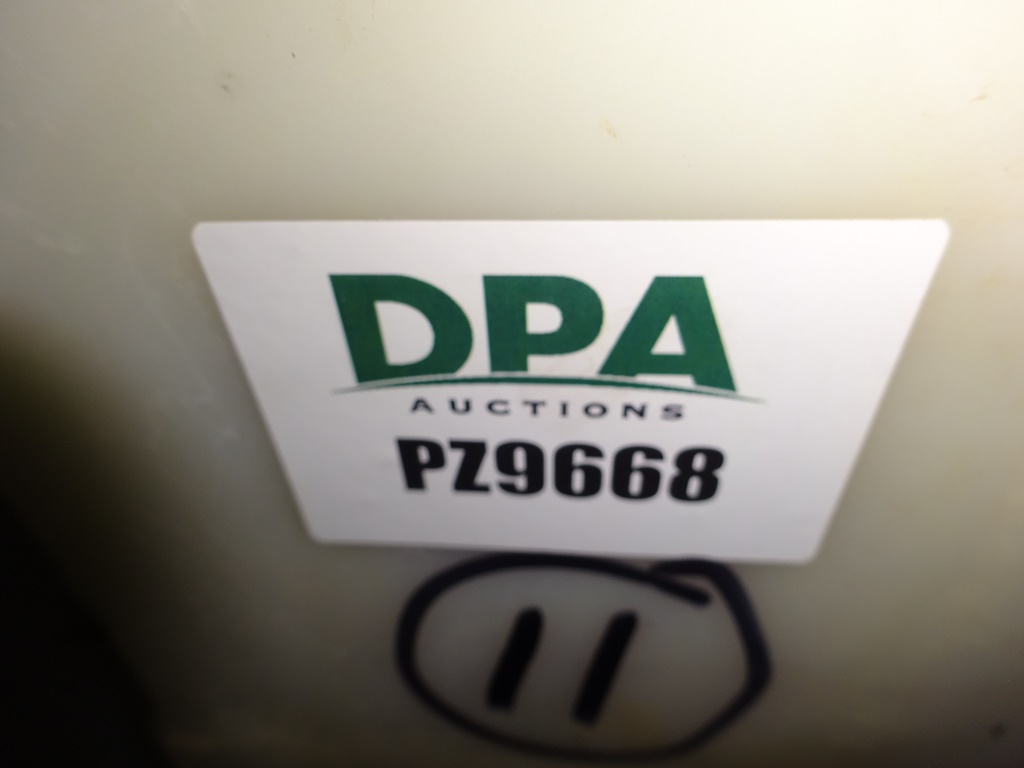 DPA
AUCTIONS
PZ9668
11